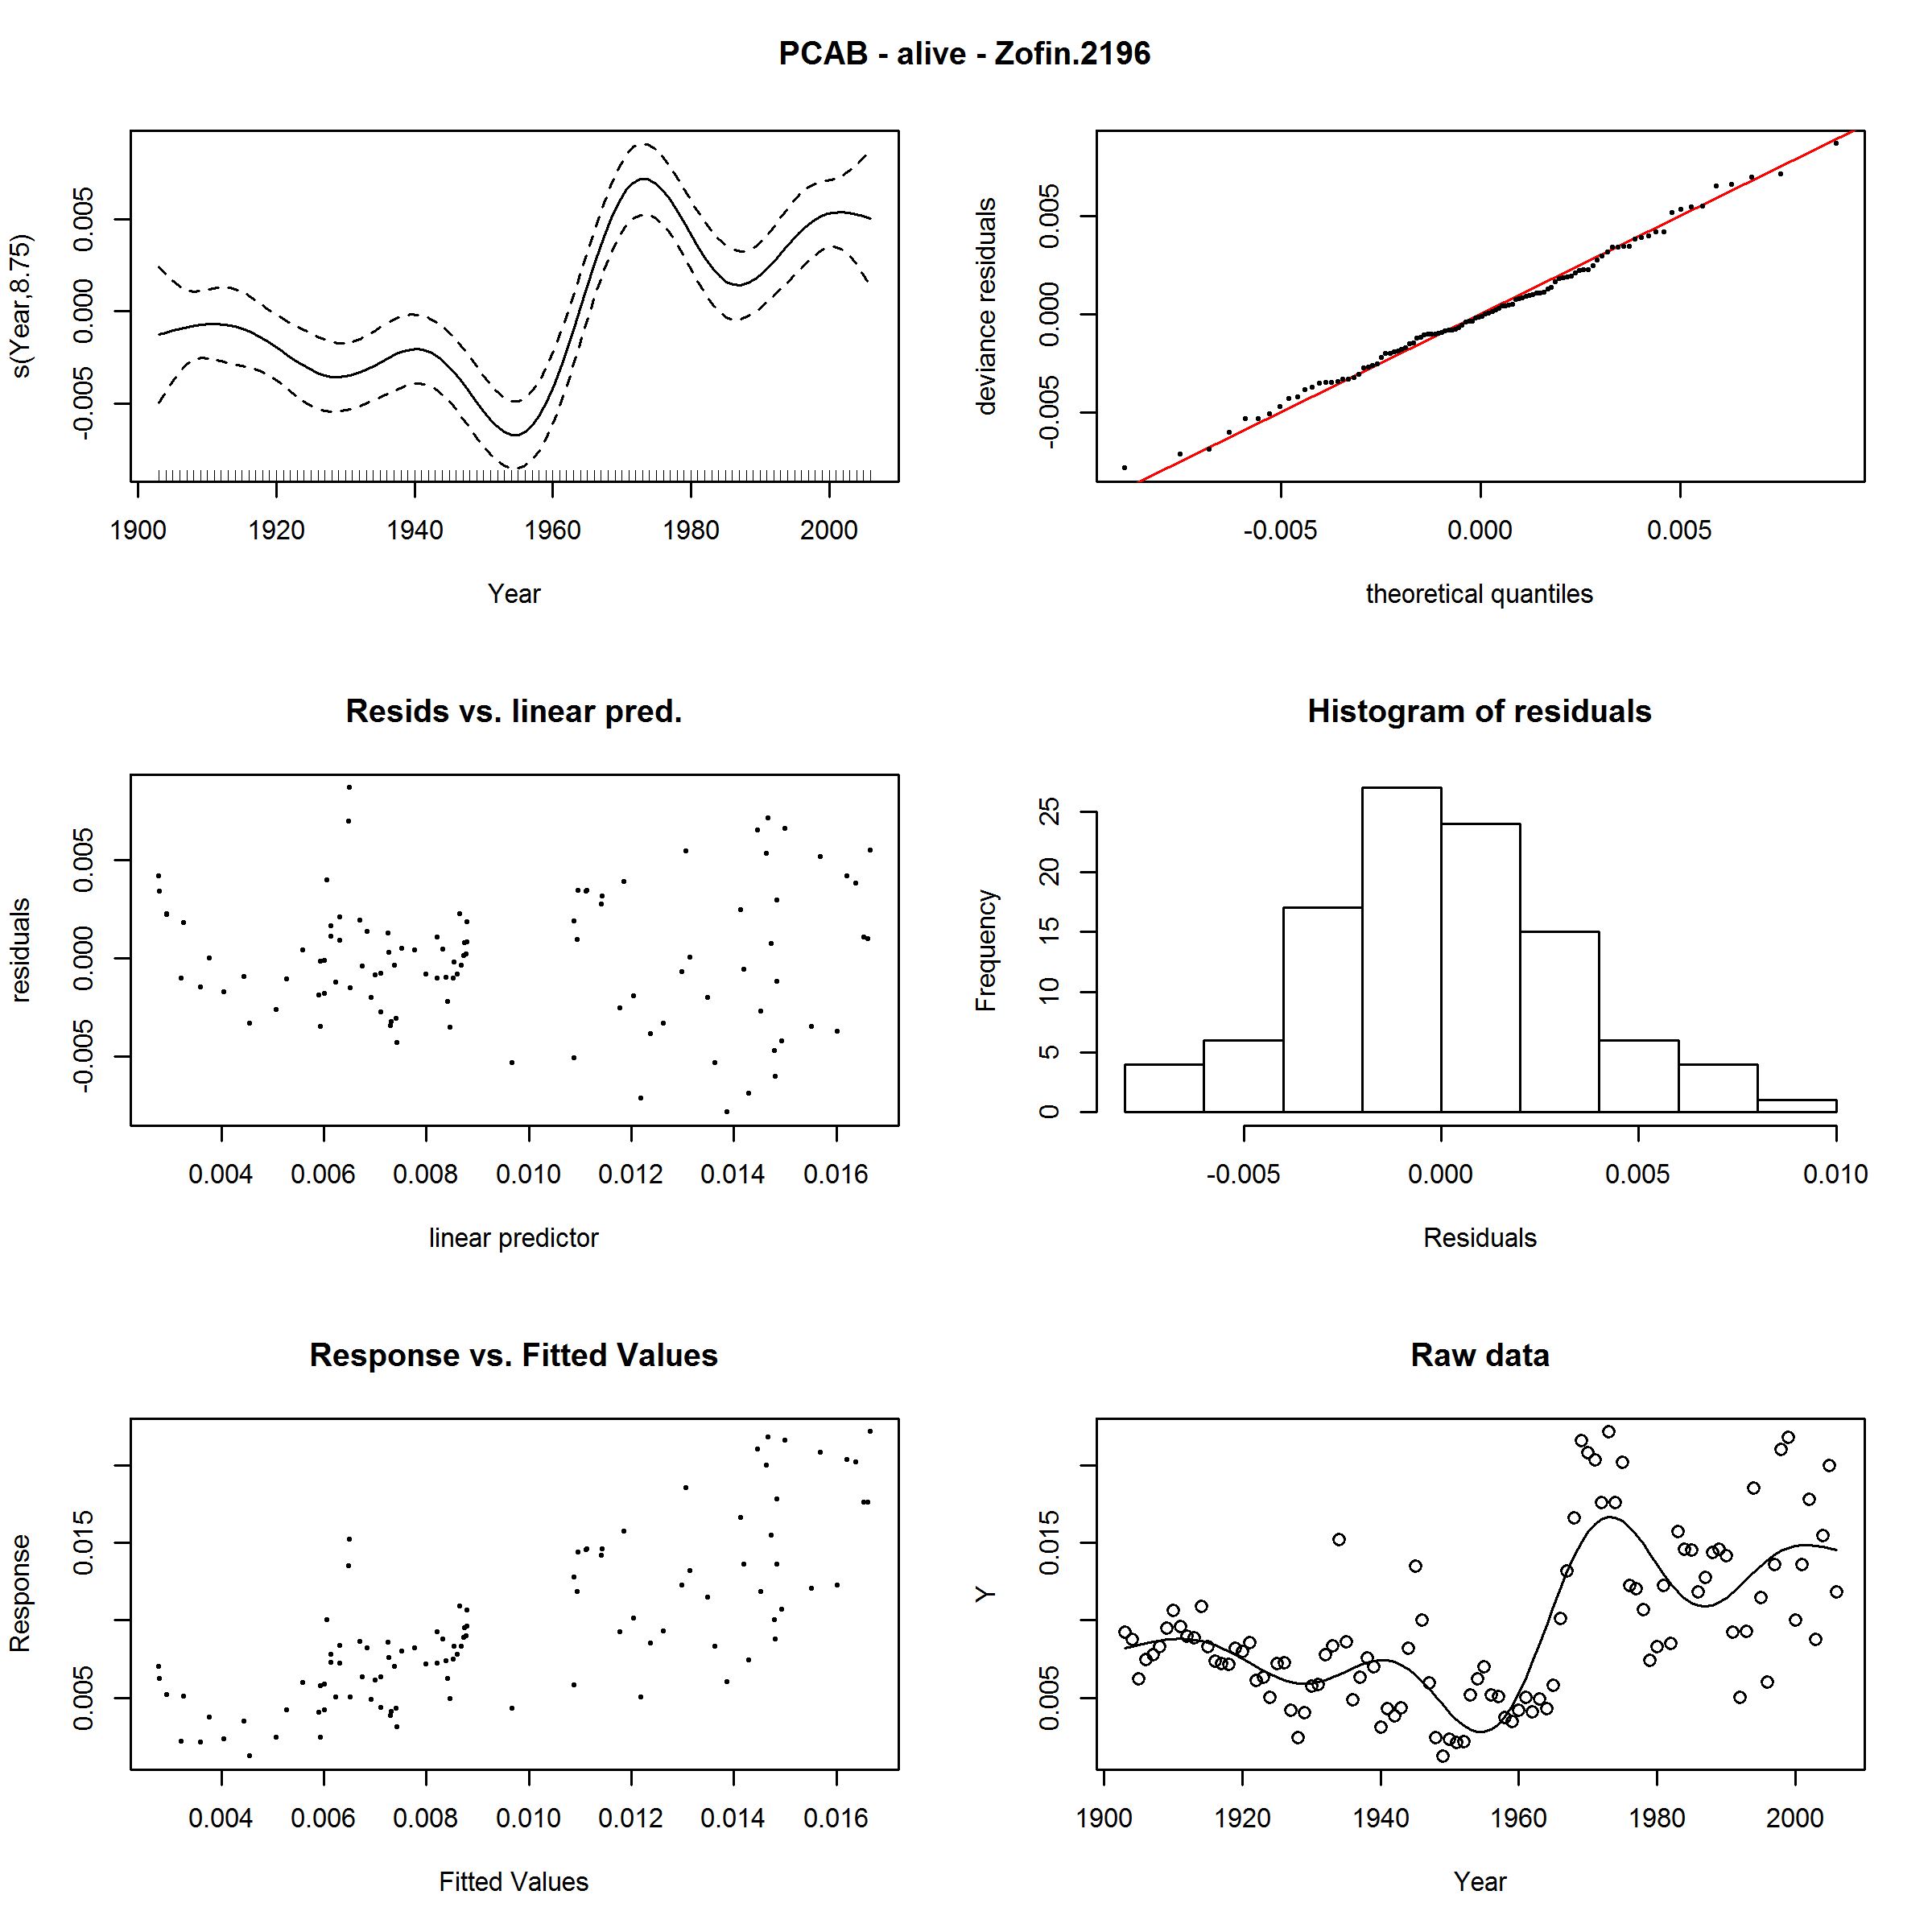 PCAB - alive - Zofin.2196
s(Year,8.75)
-0.005 0.000 0.005
1900 1920 1940 1960 1980 2000
Year
deviance residuals
-0.005 0.000 0.005
-0.005 0.000 0.005
theoretical quantiles
Resids vs. linear pred.
residuals
-0.005 0.000 0.005
0.004 0.006 0.008 0.010 0.012 0.014 0.016
linear predictor
Histogram of residuals
Frequency
0 5 10 15 20 25
-0.005 0.000 0.005 0.010
Residuals
Response vs. Fitted Values
Response
0.005 0.015
0.004 0.006 0.008 0.010 0.012 0.014 0.016
Fitted Values
Raw data
Y
0.005 0.015
1900 1920 1940 1960 1980 2000
Year